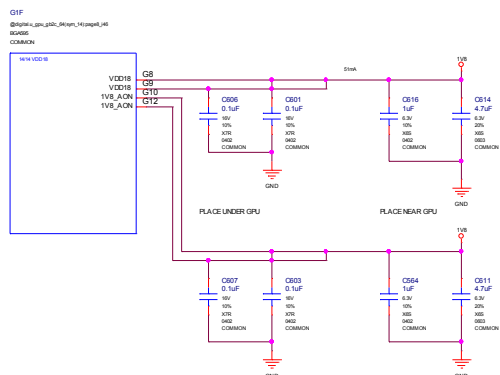 G1F
@digital.u_gpu_gb2c_64(sym_14):page8_i46
BGA595
COMMON
14/14 VDD18
VDD18 G8
VDD18 G9
1V8_AON G10
1V8_AON G12
51mA
1V8
C606
0.1uF
16V
10%
X7R
0402
COMMON
C601
0.1uF
16V
10%
X7R
0402
COMMON
C616
1uF
6.3V
10%
X6S
0402
COMMON
C614
4.7uF
6.3V
20%
X6S
0603
COMMON
GND
GND
PLACE UNDER GPU
PLACE NEAR GPU
1V8
C607
0.1uF
16V
10%
X7R
0402
COMMON
C603
0.1uF
16V
10%
X7R
0402
COMMON
C564
1uF
6.3V
10%
X6S
0402
COMMON
C611
4.7uF
6.3V
20%
X6S
0603
COMMON
GND
GND